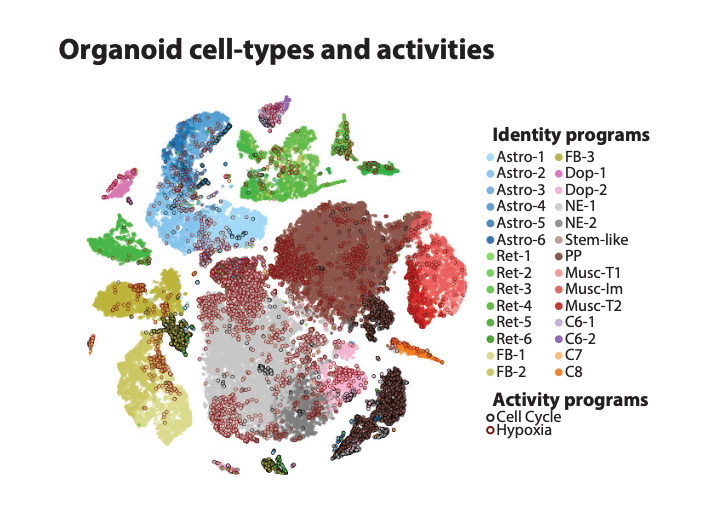 Organoid cell-types and activities
Identity programs
Astro-1 FB-3
Astro-2 Dop-1
Astro-3 Dop-2
Astro-4 NE-1
Astro-5 NE-2
Astro-6 Stem-like
Ret-1 PP
Ret-2 Musc-T1
Ret-3 Musc-Im
Ret-4 Musc-T2
Ret-5 C6-1
Ret-6 C6-2
FB-1 C7
FB-2 C8
Activity programs
Cell Cycle
Hypoxia